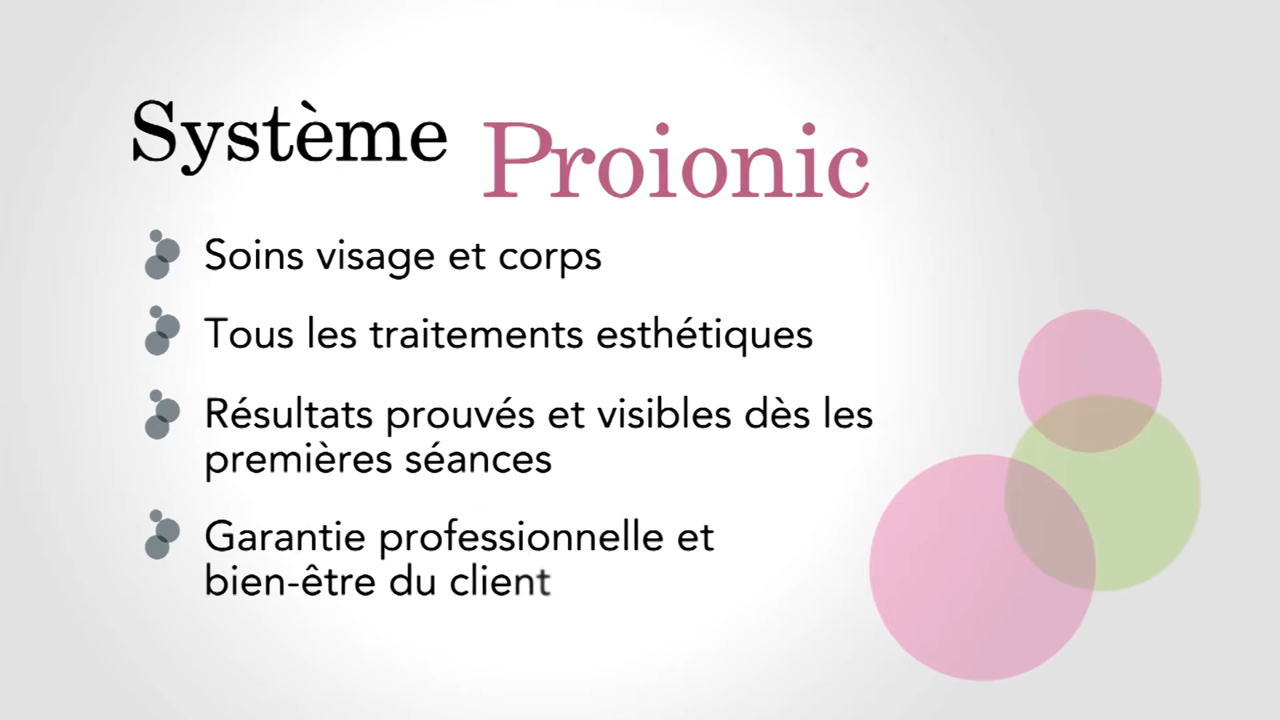 Système Proionic
Soins visage et corps
Tous les traitements esthétiques
Résultats prouvés et visibles dès les
premières séances
Garantie professionnelle et
bien-être du client